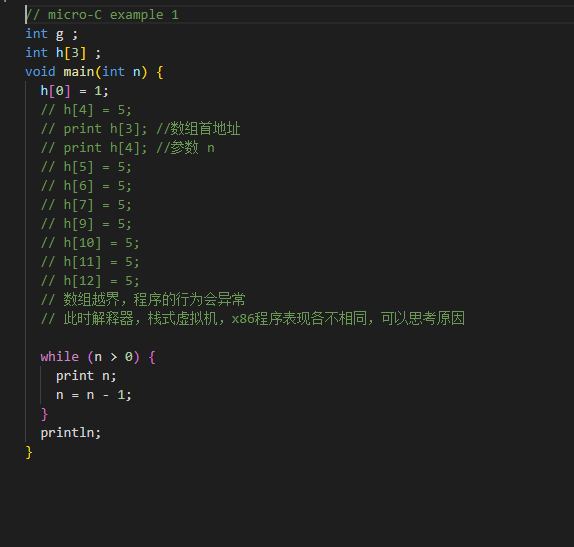 // micro-C example 1
int g ;
int h[3] ;
void main(int n) {
  h[0] = 1;
  // h[4] = 5;
  // print h[3]; //数组首地址
  // print h[4]; //参数 n
  // h[5] = 5;
  // h[6] = 5;
  // h[7] = 5;
  // h[9] = 5;
  // h[10] = 5;
  // h[11] = 5;
  // h[12] = 5;
  // 数组越界，程序的行为会异常
  // 此时解释器，栈式虚拟机，x86程序表现各不相同，可以思考原因
  while (n > 0) {
    print n;
    n = n - 1;
  }
  println;
}